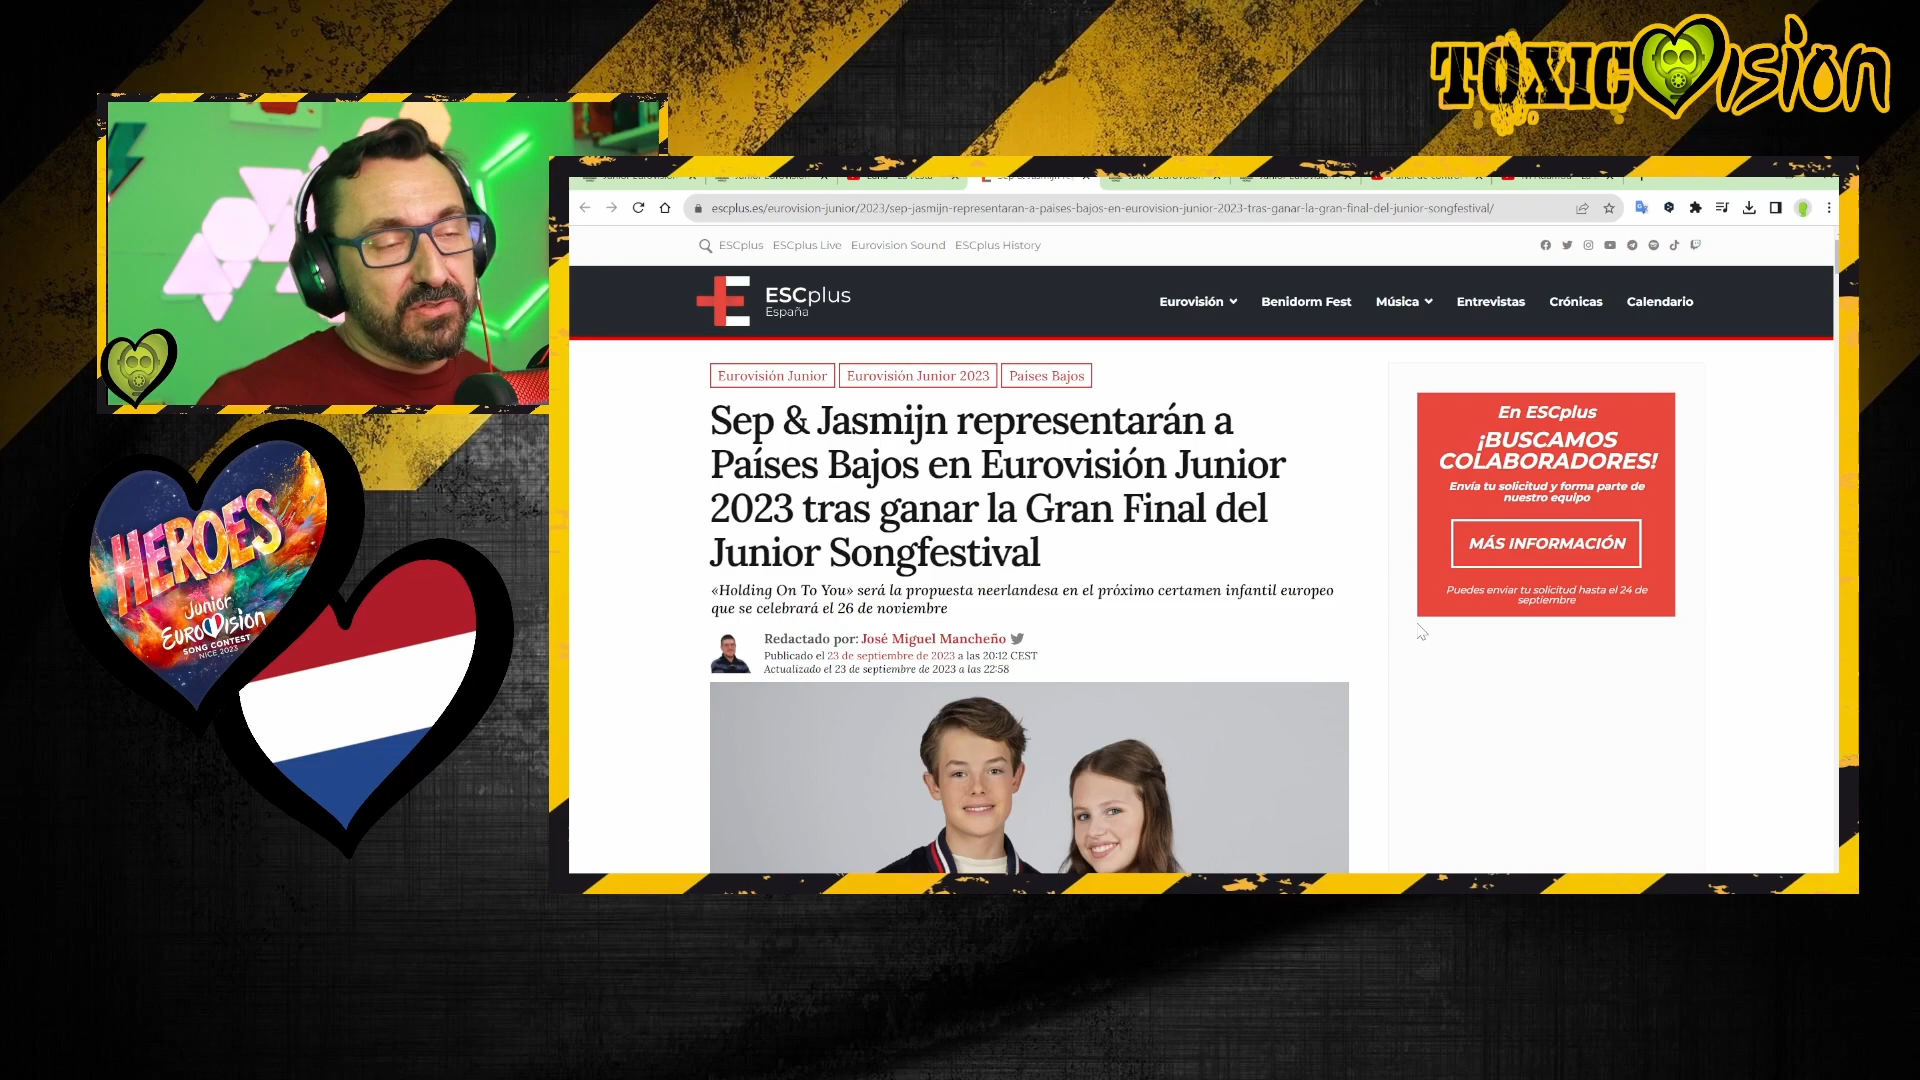 TOXICVision
escplus.es/eurovision-junior/2023/sep-jasmijn-representaran-a-paises-bajos-en-eurovision-junior-2023-tras-ganar-la-gran-final-del-junior-songfestival/
ESCplus ESCplus Live Eurovision Sound ESCplus History
ESCplus
España
Eurovisión Benidorm Fest Música Entrevistas Crónicas Calendario
Eurovisión Junior Eurovisión Junior 2023 Países Bajos
Sep & Jasmijn representarán a
Países Bajos en Eurovisión Junior
2023 tras ganar la Gran Final del
Junior Songfestival
«Holding On To You» será la propuesta neerlandesa en el próximo certamen infantil europeo
que se celebrará el 26 de noviembre
Redactado por: José Miguel Mancheño
Publicado el 23 de septiembre de 2023 a las 20:12 CEST
Actualizado el 23 de septiembre de 2023 a las 22:58
En ESCplus
¡BUSCAMOS
COLABORADORES!
Envía tu solicitud y forma parte de
nuestro equipo
MÁS INFORMACIÓN
Puedes enviar tu solicitud hasta el 24 de
septiembre
HEROES
Junior
EUROVISION
SONG CONTEST
NICE 2023